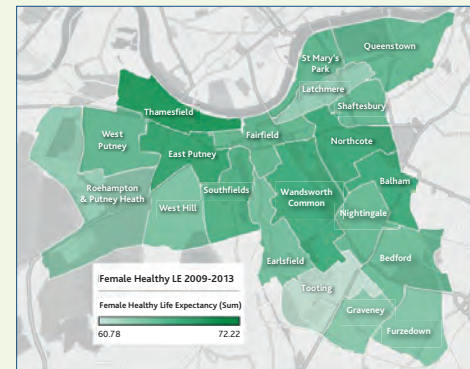 Queenstown
St Mary's
Park
Latchmere
Shaftesbury
Thamesfield
Fairfield
West
Putney
East Putney
Northcote
Balham
Roehampton
& Putney Heath
West Hill
Southfields
Wandsworth
Common
Nightingale
Earlsfield
Bedford
Tooting
Graveney
Furzedown
Female Healthy LE 2009-2013
Female Healthy Life Expectancy (Sum)
60.78 72.22